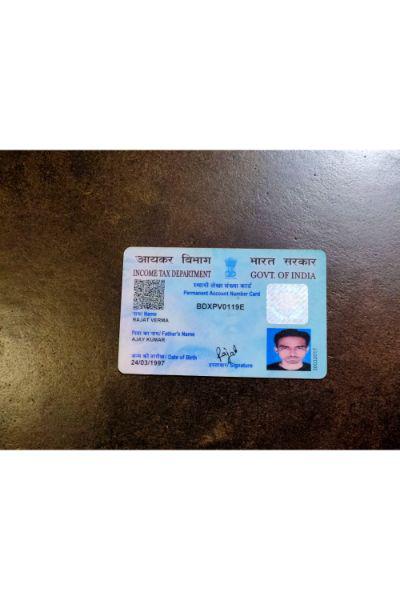 आयकर विभाग
भारत सरकार
INCOME TAX DEPARTMENT
GOVT. OF INDIA
स्थायी लेखा संख्या कार्ड
Permanent Account Number Card
BDXPV0119E
नाम/ Name
RAJAT VERMA
पिता का नाम/ Father's Name
AJAY KUMAR
जन्म की तारीख/ Date of Birth
24/03/1997
Rajat
हस्ताक्षर/ Signature